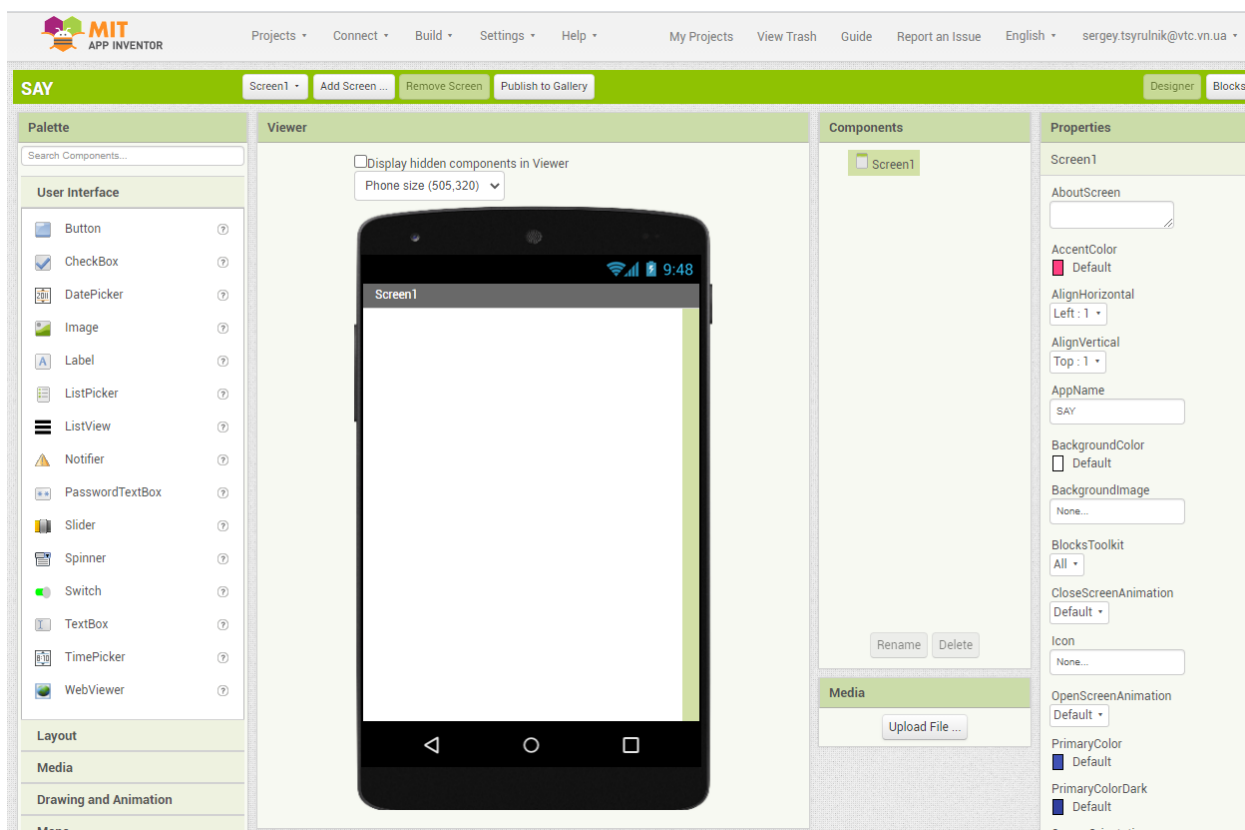 MIT
APP INVENTOR
Projects Connect Build Settings Help My Projects View Trash Guide Report an Issue English sergey.tsyrulnik@vtc.vn.ua
SAY Screen1 Add Screen ... Remove Screen Publish to Gallery Designer Blocks
Palette
Search Components...
User Interface
Button ?
CheckBox ?
DatePicker ?
Image ?
Label ?
ListPicker ?
ListView ?
Notifier ?
PasswordTextBox ?
Slider ?
Spinner ?
Switch ?
TextBox ?
TimePicker ?
WebViewer ?
Layout
Media
Drawing and Animation
Viewer
Display hidden components in Viewer
Phone size (505,320)
9:48
Screen1
Components
Screen1
Rename Delete
Media
Upload File ...
Properties
Screen1
AboutScreen
AccentColor
Default
AlignHorizontal
Left : 1
AlignVertical
Top : 1
AppName
SAY
BackgroundColor
Default
BackgroundImage
None...
BlocksToolkit
All
CloseScreenAnimation
Default
Icon
None...
OpenScreenAnimation
Default
PrimaryColor
Default
PrimaryColorDark
Default